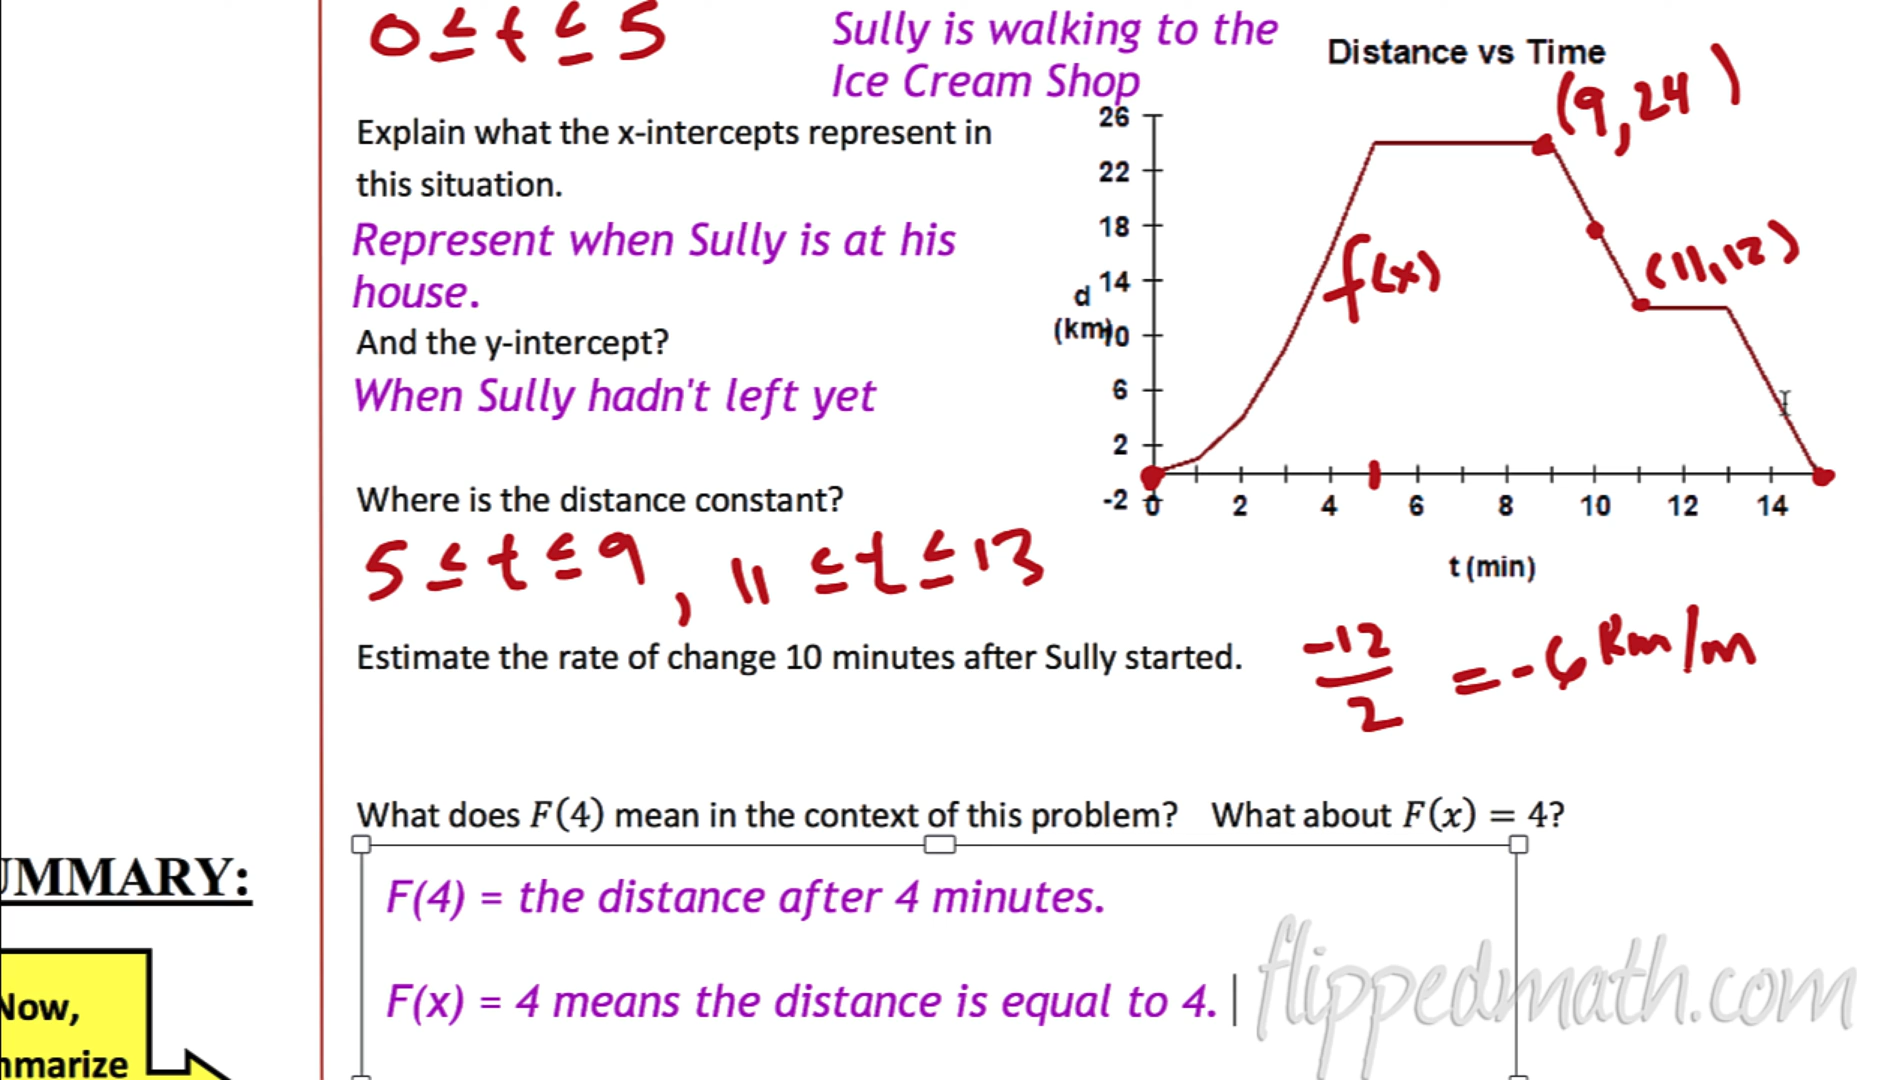 0 ≤ t ≤ 5
Sully is walking to the
Ice Cream Shop
Explain what the x-intercepts represent in
this situation.
Represent when Sully is at his
house.
And the y-intercept?
When Sully hadn't left yet
Where is the distance constant?
5 ≤ t ≤ 9, 11 ≤ t ≤ 13
Distance vs Time
(9,24)
26
22
18
14
10
6
2
-2
d
(km)
f(x)
(11,12)
0 2 4 6 8 10 12 14
t (min)
Estimate the rate of change 10 minutes after Sully started.
-12
2
= -6 Km/m
What does F(4) mean in the context of this problem? What about F(x) = 4?
F(4) = the distance after 4 minutes.
F(x) = 4 means the distance is equal to 4.
UMMARY:
Now,
mmarize
flippedmath.com